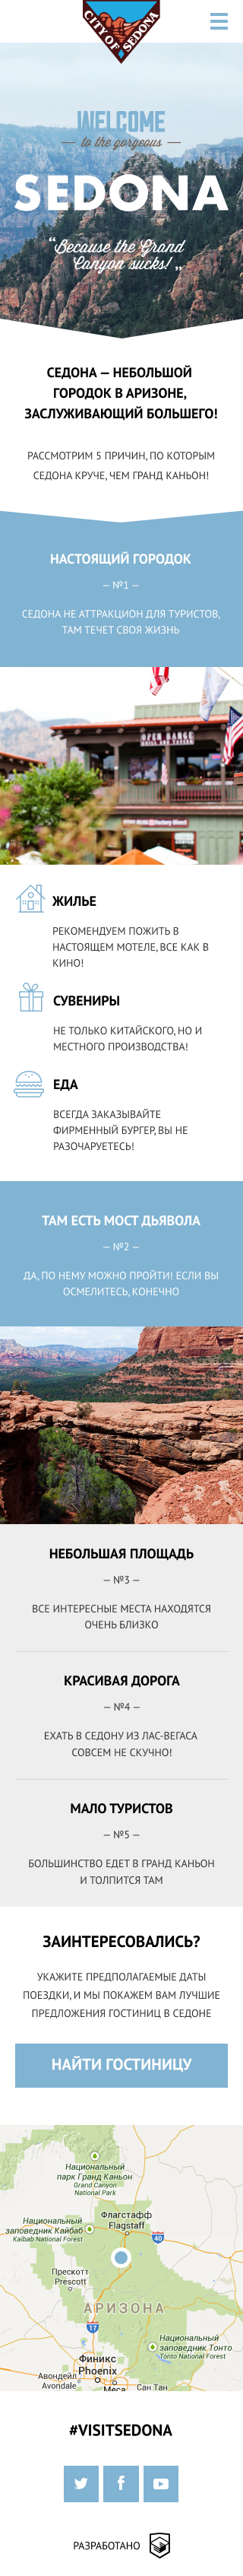 CITY OF SEDONA
WELCOME
to the gorgeous
SEDONA
“Because the Grand
Canyon sucks!„
СЕДОНА — НЕБОЛЬШОЙ
ГОРОДОК В АРИЗОНЕ,
ЗАСЛУЖИВАЮЩИЙ БОЛЬШЕГО!
РАССМОТРИМ 5 ПРИЧИН, ПО КОТОРЫМ
СЕДОНА КРУЧЕ, ЧЕМ ГРАНД КАНЬОН!
НАСТОЯЩИЙ ГОРОДОК
— №1 —
СЕДОНА НЕ АТТРАКЦИОН ДЛЯ ТУРИСТОВ,
ТАМ ТЕЧЕТ СВОЯ ЖИЗНЬ
OPEN RANGE
ЖИЛЬЕ
РЕКОМЕНДУЕМ ПОЖИТЬ В
НАСТОЯЩЕМ МОТЕЛЕ, ВСЕ КАК В
КИНО!
СУВЕНИРЫ
НЕ ТОЛЬКО КИТАЙСКОГО, НО И
МЕСТНОГО ПРОИЗВОДСТВА!
ЕДА
ВСЕГДА ЗАКАЗЫВАЙТЕ
ФИРМЕННЫЙ БУРГЕР, ВЫ НЕ
РАЗОЧАРУЕТЕСЬ!
ТАМ ЕСТЬ МОСТ ДЬЯВОЛА
— №2 —
ДА, ПО НЕМУ МОЖНО ПРОЙТИ! ЕСЛИ ВЫ
ОСМЕЛИТЕСЬ, КОНЕЧНО
НЕБОЛЬШАЯ ПЛОЩАДЬ
— №3 —
ВСЕ ИНТЕРЕСНЫЕ МЕСТА НАХОДЯТСЯ
ОЧЕНЬ БЛИЗКО
КРАСИВАЯ ДОРОГА
— №4 —
ЕХАТЬ В СЕДОНУ ИЗ ЛАС-ВЕГАСА
СОВСЕМ НЕ СКУЧНО!
МАЛО ТУРИСТОВ
— №5 —
БОЛЬШИНСТВО ЕДЕТ В ГРАНД КАНЬОН
И ТОЛПИТСЯ ТАМ
ЗАИНТЕРЕСОВАЛИСЬ?
УКАЖИТЕ ПРЕДПОЛАГАЕМЫЕ ДАТЫ
ПОЕЗДКИ, И МЫ ПОКАЖЕМ ВАМ ЛУЧШИЕ
ПРЕДЛОЖЕНИЯ ГОСТИНИЦ В СЕДОНЕ
НАЙТИ ГОСТИНИЦУ
Национальный
парк Гранд Каньон
Grand Canyon
National Park
Флагстафф
Flagstaff
Национальный
заповедник Кайбаб
Kaibab National Forest
40
Прескотт
Prescott
АРИЗОНА
17
Национальный
заповедник Тонто
Tonto National Forest
Финикс
Phoenix
Авондейл
Avondale
Меса
Сан Тан
#VISITSEDONA
РАЗРАБОТАНО